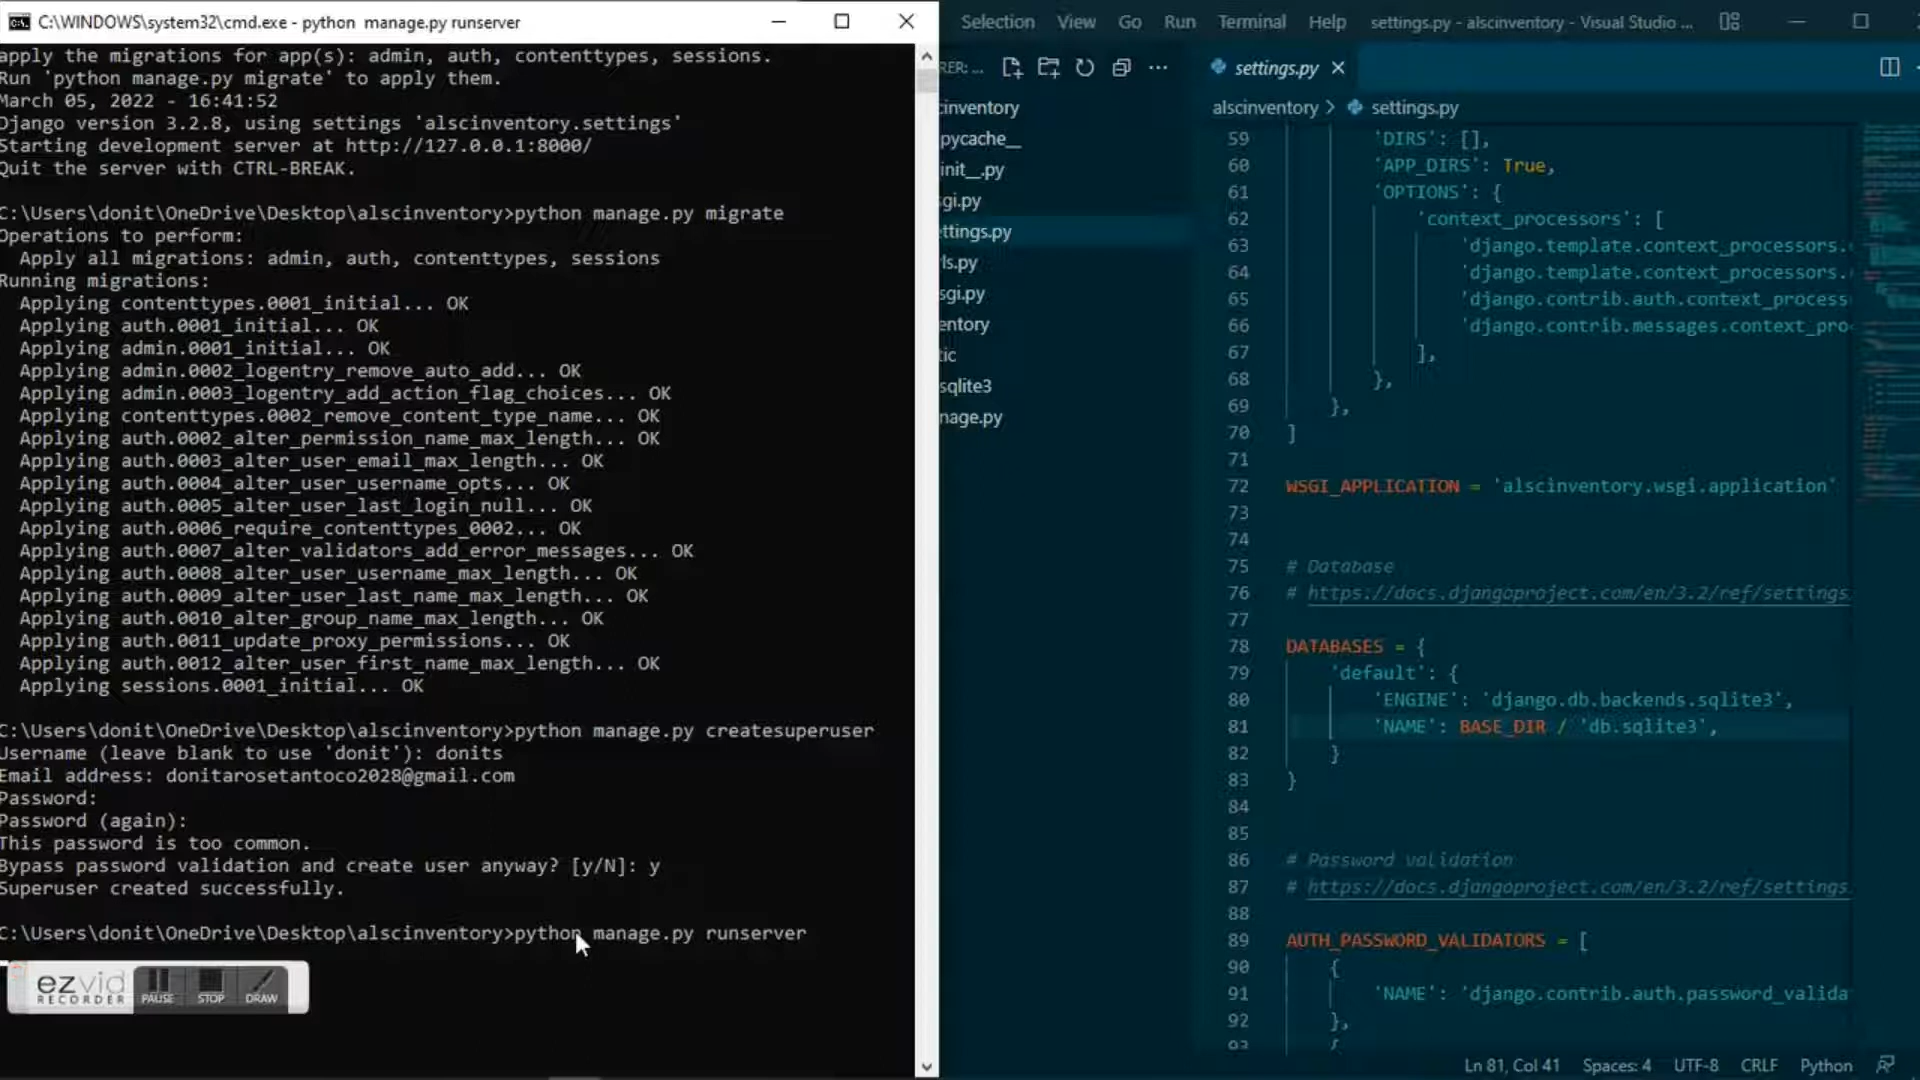 C:\WINDOWS\system32\cmd.exe - python  manage.py runserver
apply the migrations for app(s): admin, auth, contenttypes, sessions.
Run 'python manage.py migrate' to apply them.
March 05, 2022 - 16:41:52
Django version 3.2.8, using settings 'alscinventory.settings'
Starting development server at http://127.0.0.1:8000/
Quit the server with CTRL-BREAK.
C:\Users\donit\OneDrive\Desktop\alscinventory>python manage.py migrate
Operations to perform:
  Apply all migrations: admin, auth, contenttypes, sessions
Running migrations:
  Applying contenttypes.0001_initial... OK
  Applying auth.0001_initial... OK
  Applying admin.0001_initial... OK
  Applying admin.0002_logentry_remove_auto_add... OK
  Applying admin.0003_logentry_add_action_flag_choices... OK
  Applying contenttypes.0002_remove_content_type_name... OK
  Applying auth.0002_alter_permission_name_max_length... OK
  Applying auth.0003_alter_user_email_max_length... OK
  Applying auth.0004_alter_user_username_opts... OK
  Applying auth.0005_alter_user_last_login_null... OK
  Applying auth.0006_require_contenttypes_0002... OK
  Applying auth.0007_alter_validators_add_error_messages... OK
  Applying auth.0008_alter_user_username_max_length... OK
  Applying auth.0009_alter_user_last_name_max_length... OK
  Applying auth.0010_alter_group_name_max_length... OK
  Applying auth.0011_update_proxy_permissions... OK
  Applying auth.0012_alter_user_first_name_max_length... OK
  Applying sessions.0001_initial... OK
C:\Users\donit\OneDrive\Desktop\alscinventory>python manage.py createsuperuser
Username (leave blank to use 'donit'): donits
Email address: donitarosetantoco2028@gmail.com
Password:
Password (again):
This password is too common.
Bypass password validation and create user anyway? [y/N]: y
Superuser created successfully.
C:\Users\donit\OneDrive\Desktop\alscinventory>python manage.py runserver
ezvid
RECORDER
PAUSE STOP DRAW
Selection View Go Run Terminal Help settings.py - alscinventory - Visual Studio ...
RER: ...
cinventory
pycache__
init__.py
sgi.py
ettings.py
ls.py
sgi.py
entory
tic
sqlite3
nage.py
settings.py
alscinventory > settings.py
59 'DIRS': [],
60 'APP_DIRS': True,
61 'OPTIONS': {
62 'context_processors': [
63 'django.template.context_processors.
64 'django.template.context_processors.
65 'django.contrib.auth.context_process
66 'django.contrib.messages.context_pro
67 ],
68 },
69 },
70 ]
71
72 WSGI_APPLICATION = 'alscinventory.wsgi.application'
73
74
75 # Database
76 # https://docs.djangoproject.com/en/3.2/ref/settings
77
78 DATABASES = {
79 'default': {
80 'ENGINE': 'django.db.backends.sqlite3',
81 'NAME': BASE_DIR / 'db.sqlite3',
82 }
83 }
84
85
86 # Password validation
87 # https://docs.djangoproject.com/en/3.2/ref/settings
88
89 AUTH_PASSWORD_VALIDATORS = [
90 {
91 'NAME': 'django.contrib.auth.password_valida
92 },
93 {
Ln 81, Col 41 Spaces: 4 UTF-8 CRLF Python